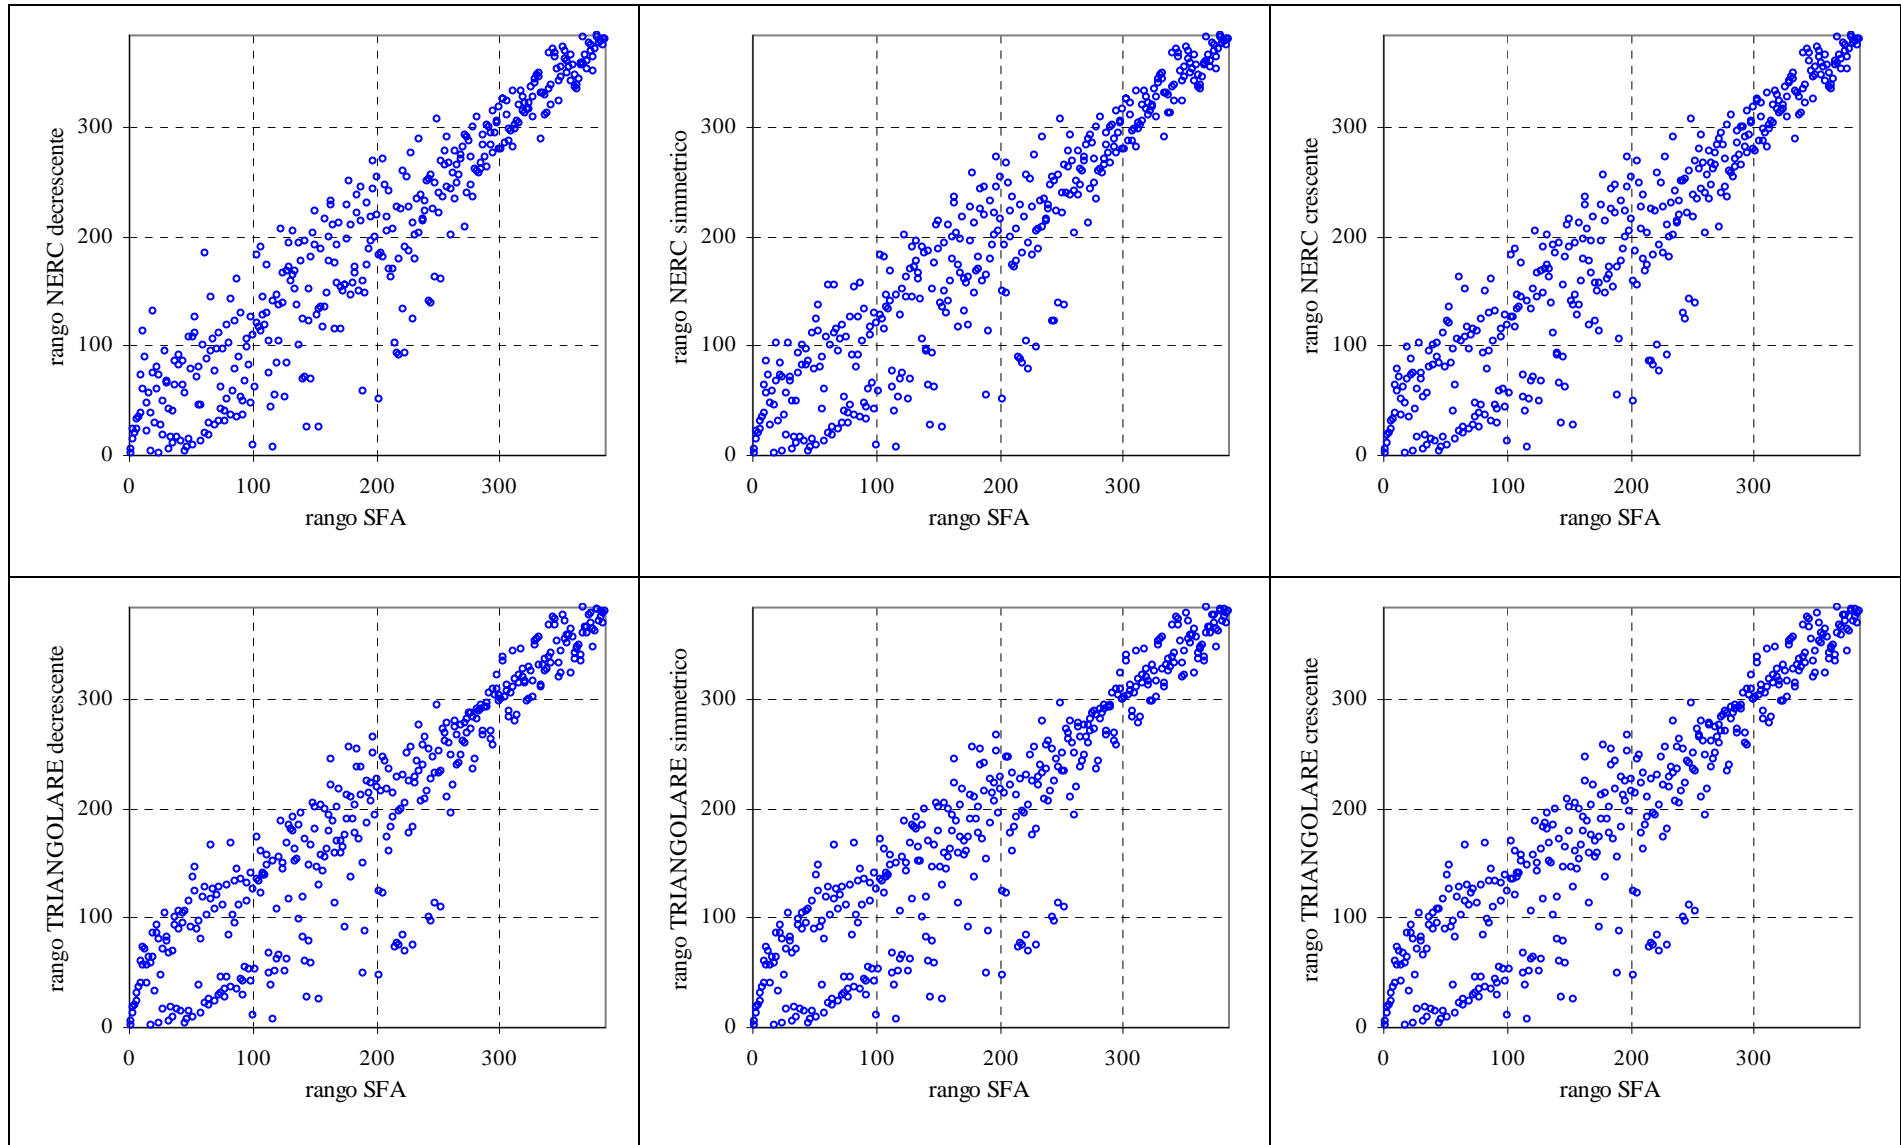 rango NERC decrescente
300
200
100
0
0 100 200 300
rango SFA
rango NERC simmetrico
300
200
100
0
0 100 200 300
rango SFA
rango NERC crescente
300
200
100
0
0 100 200 300
rango SFA
rango TRIANGOLARE decrescente
300
200
100
0
0 100 200 300
rango SFA
rango TRIANGOLARE simmetrico
300
200
100
0
0 100 200 300
rango SFA
rango TRIANGOLARE crescente
300
200
100
0
0 100 200 300
rango SFA